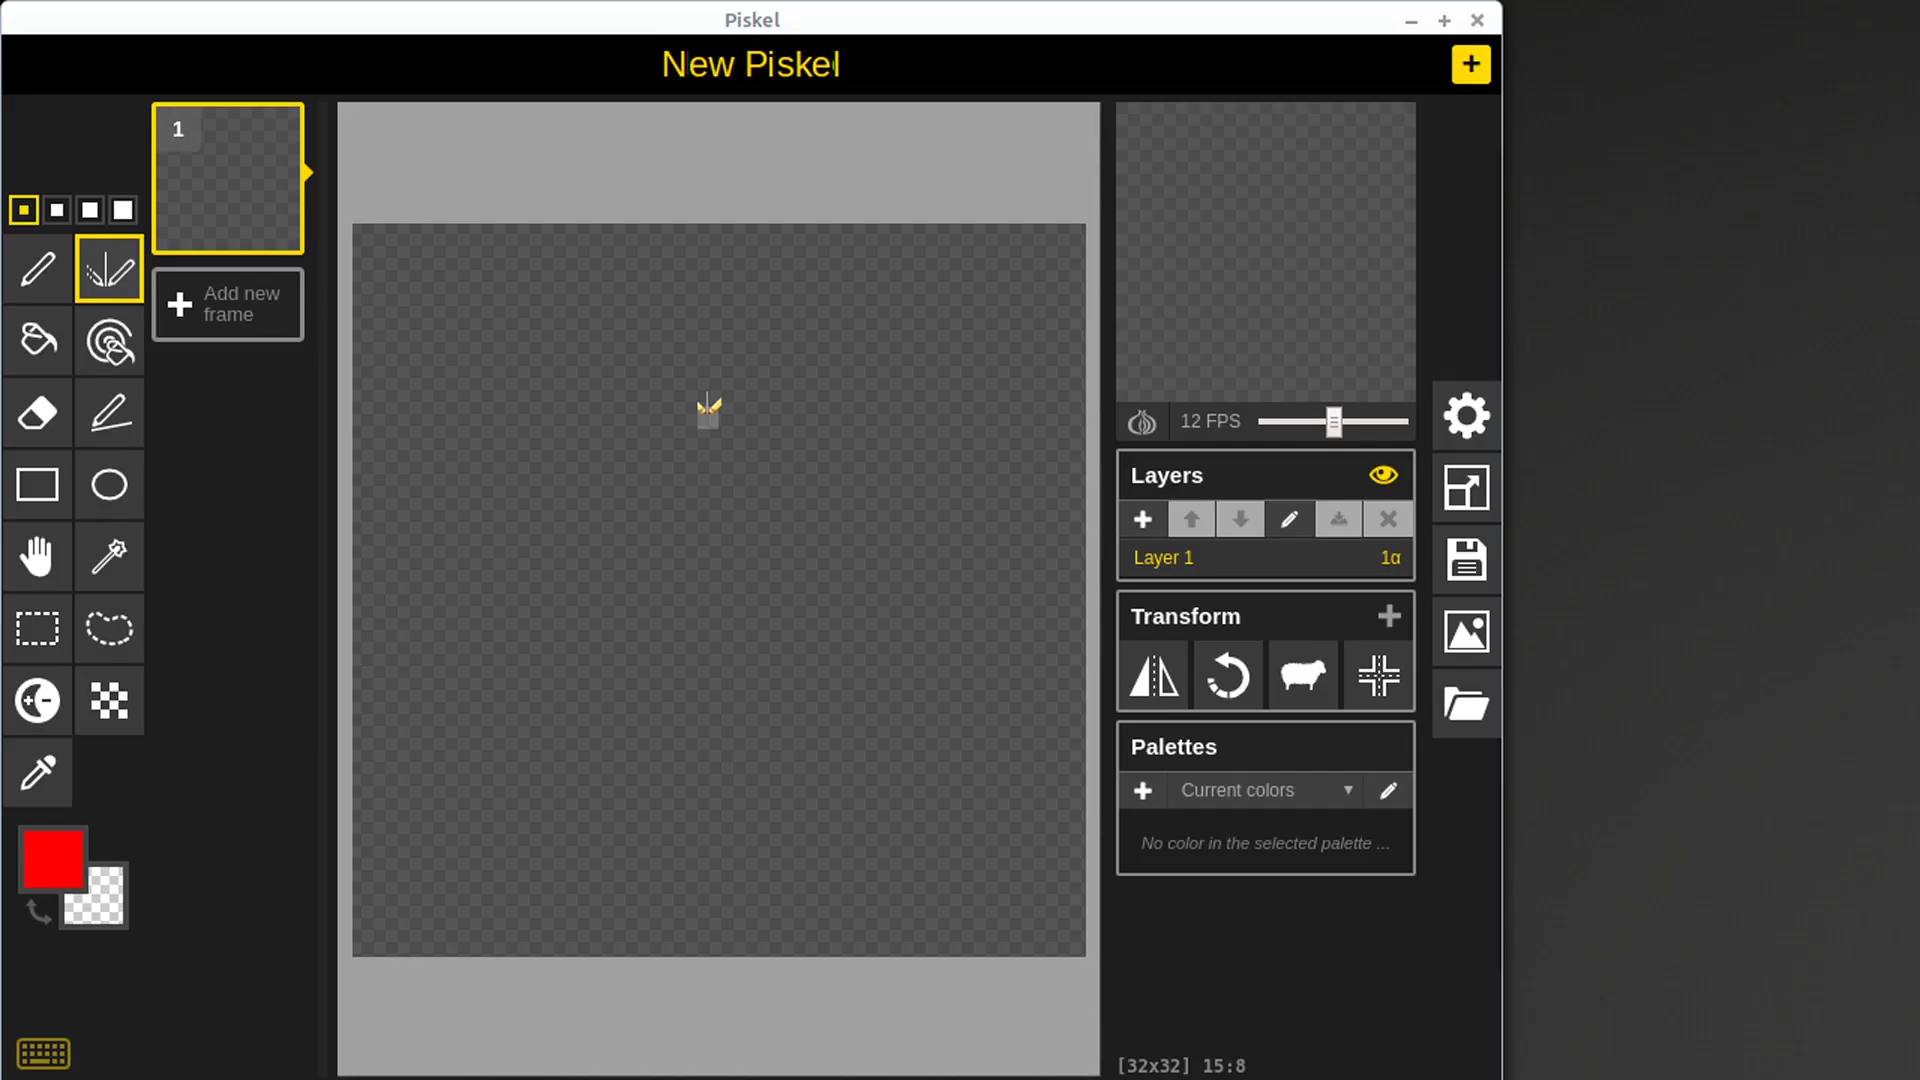 Piskel
New Piskel
+
1
Add new
frame
12 FPS
Layers
Layer 1
1α
Transform
Palettes
Current colors
No color in the selected palette ...
[32x32] 15:8